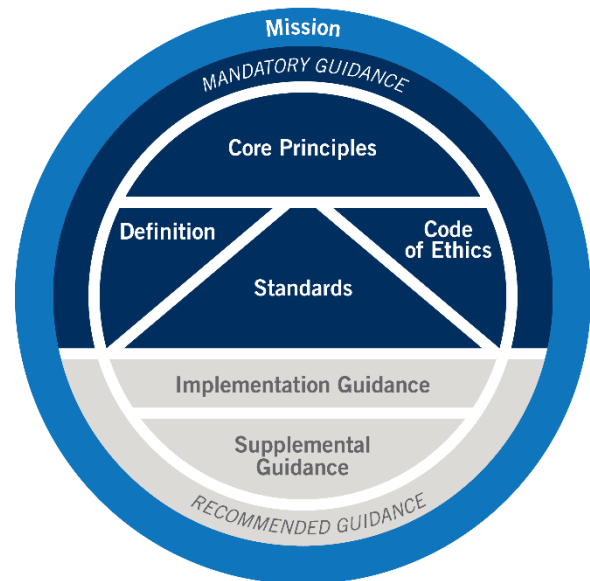 Mission
MANDATORY GUIDANCE
Core Principles
Definition
Code
of Ethics
Standards
Implementation Guidance
Supplemental
Guidance
RECOMMENDED GUIDANCE